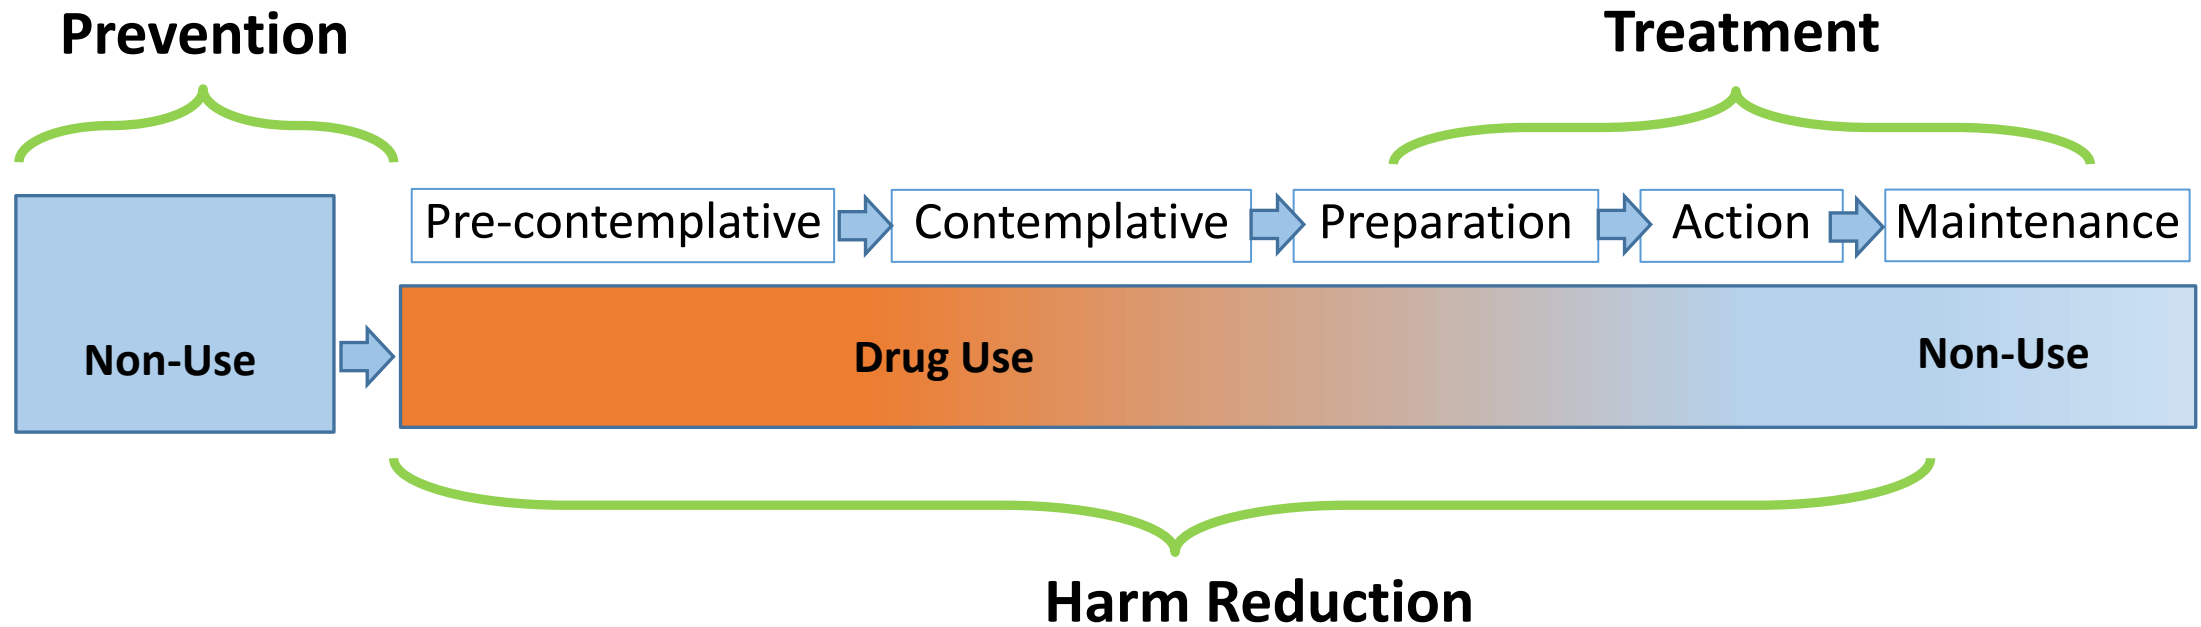 Prevention
Treatment
Pre-contemplative
Contemplative
Preparation
Action
Maintenance
Non-Use
Drug Use
Non-Use
Harm Reduction